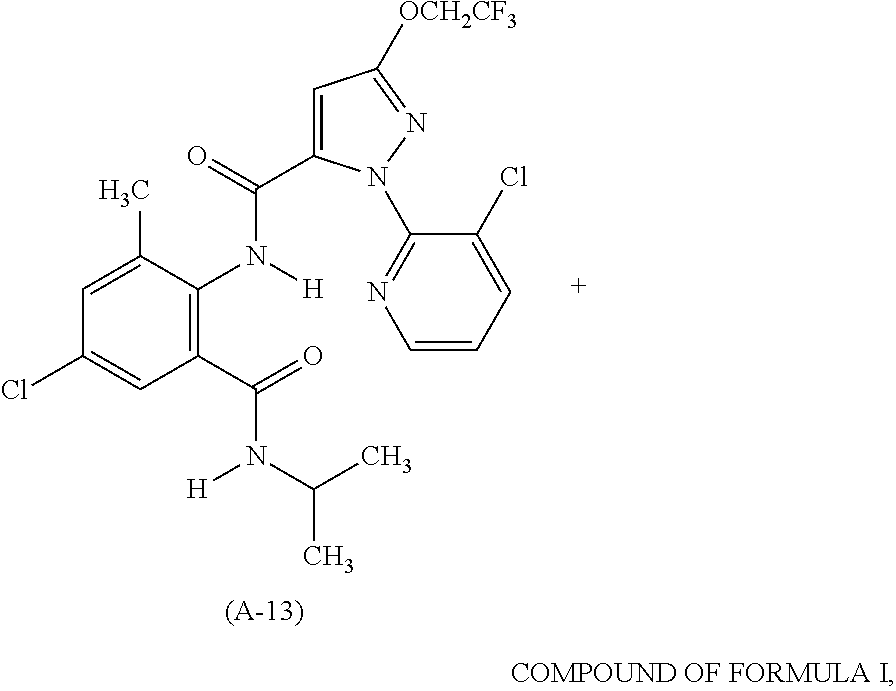 OCH₂CF₃
N
O
N
Cl
H₃C
N
H
N
+
O
Cl
N
H
CH₃
CH₃
(A-13)
COMPOUND OF FORMULA I,